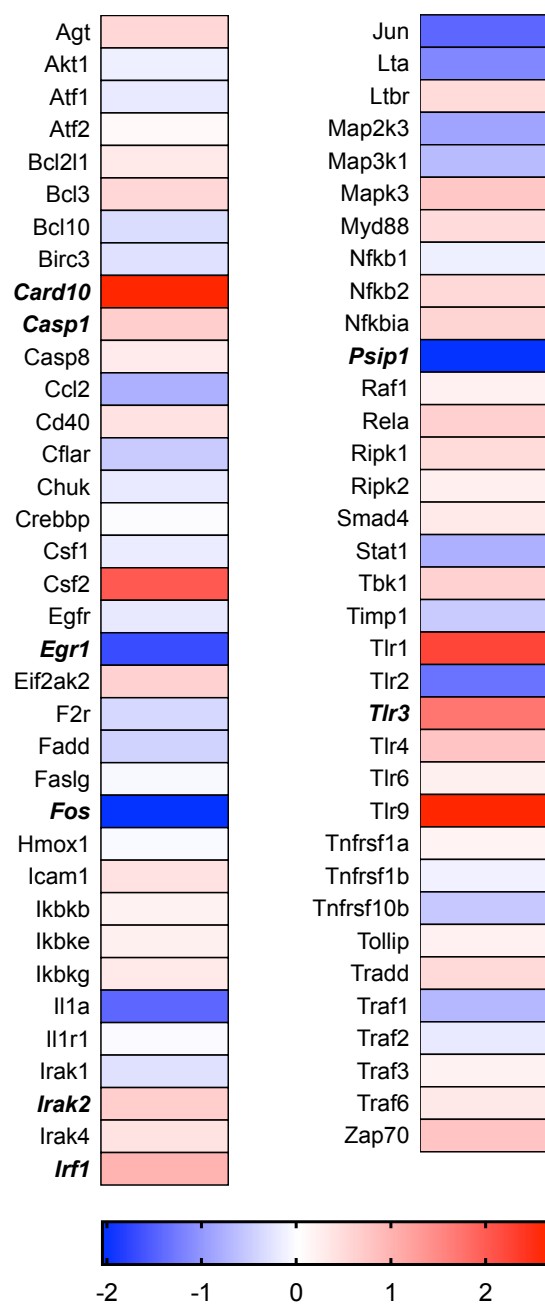 Agt
Akt1
Atf1
Atf2
Bcl2l1
Bcl3
Bcl10
Birc3
Card10
Casp1
Casp8
Ccl2
Cd40
Cflar
Chuk
Crebbp
Csf1
Csf2
Egfr
Egr1
Eif2ak2
F2r
Fadd
Faslg
Fos
Hmox1
Icam1
Ikbkb
Ikbke
Ikbkg
Il1a
Il1r1
Irak1
Irak2
Irak4
Irf1
Jun
Lta
Ltbr
Map2k3
Map3k1
Mapk3
Myd88
Nfkb1
Nfkb2
Nfkbia
Psip1
Raf1
Rela
Ripk1
Ripk2
Smad4
Stat1
Tbk1
Timp1
Tlr1
Tlr2
Tlr3
Tlr4
Tlr6
Tlr9
Tnfrsf1a
Tnfrsf1b
Tnfrsf10b
Tollip
Tradd
Traf1
Traf2
Traf3
Traf6
Zap70
-2 -1 0 1 2